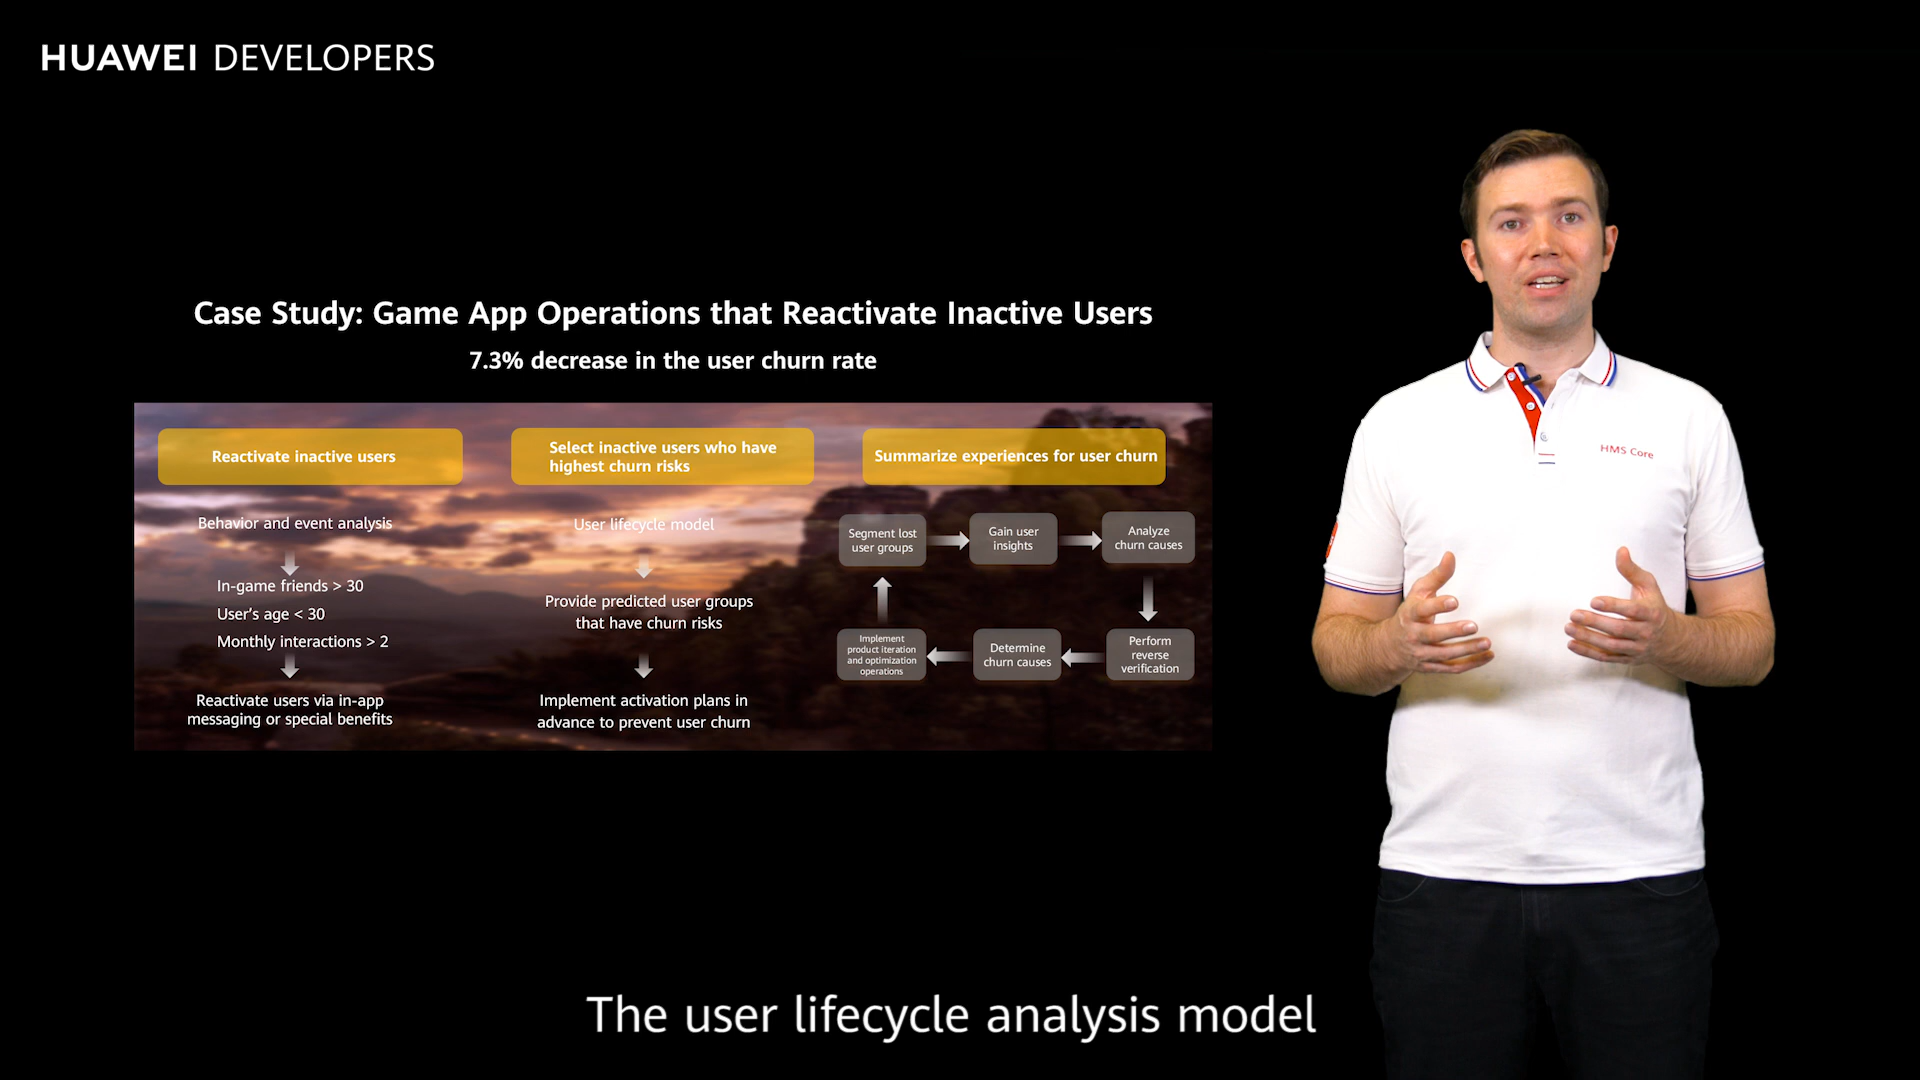 HUAWEI DEVELOPERS
Case Study: Game App Operations that Reactivate Inactive Users
7.3% decrease in the user churn rate
Reactivate inactive users
Behavior and event analysis
In-game friends > 30
User's age < 30
Monthly interactions > 2
Reactivate users via in-app
messaging or special benefits
Select inactive users who have
highest churn risks
User lifecycle model
Provide predicted user groups
that have churn risks
Implement activation plans in
advance to prevent user churn
Summarize experiences for user churn
Segment lost
user groups
Gain user
insights
Analyze
churn causes
Perform
reverse
verification
Determine
churn causes
Implement
product iteration
and optimization
operations
HMS Core
The user lifecycle analysis model